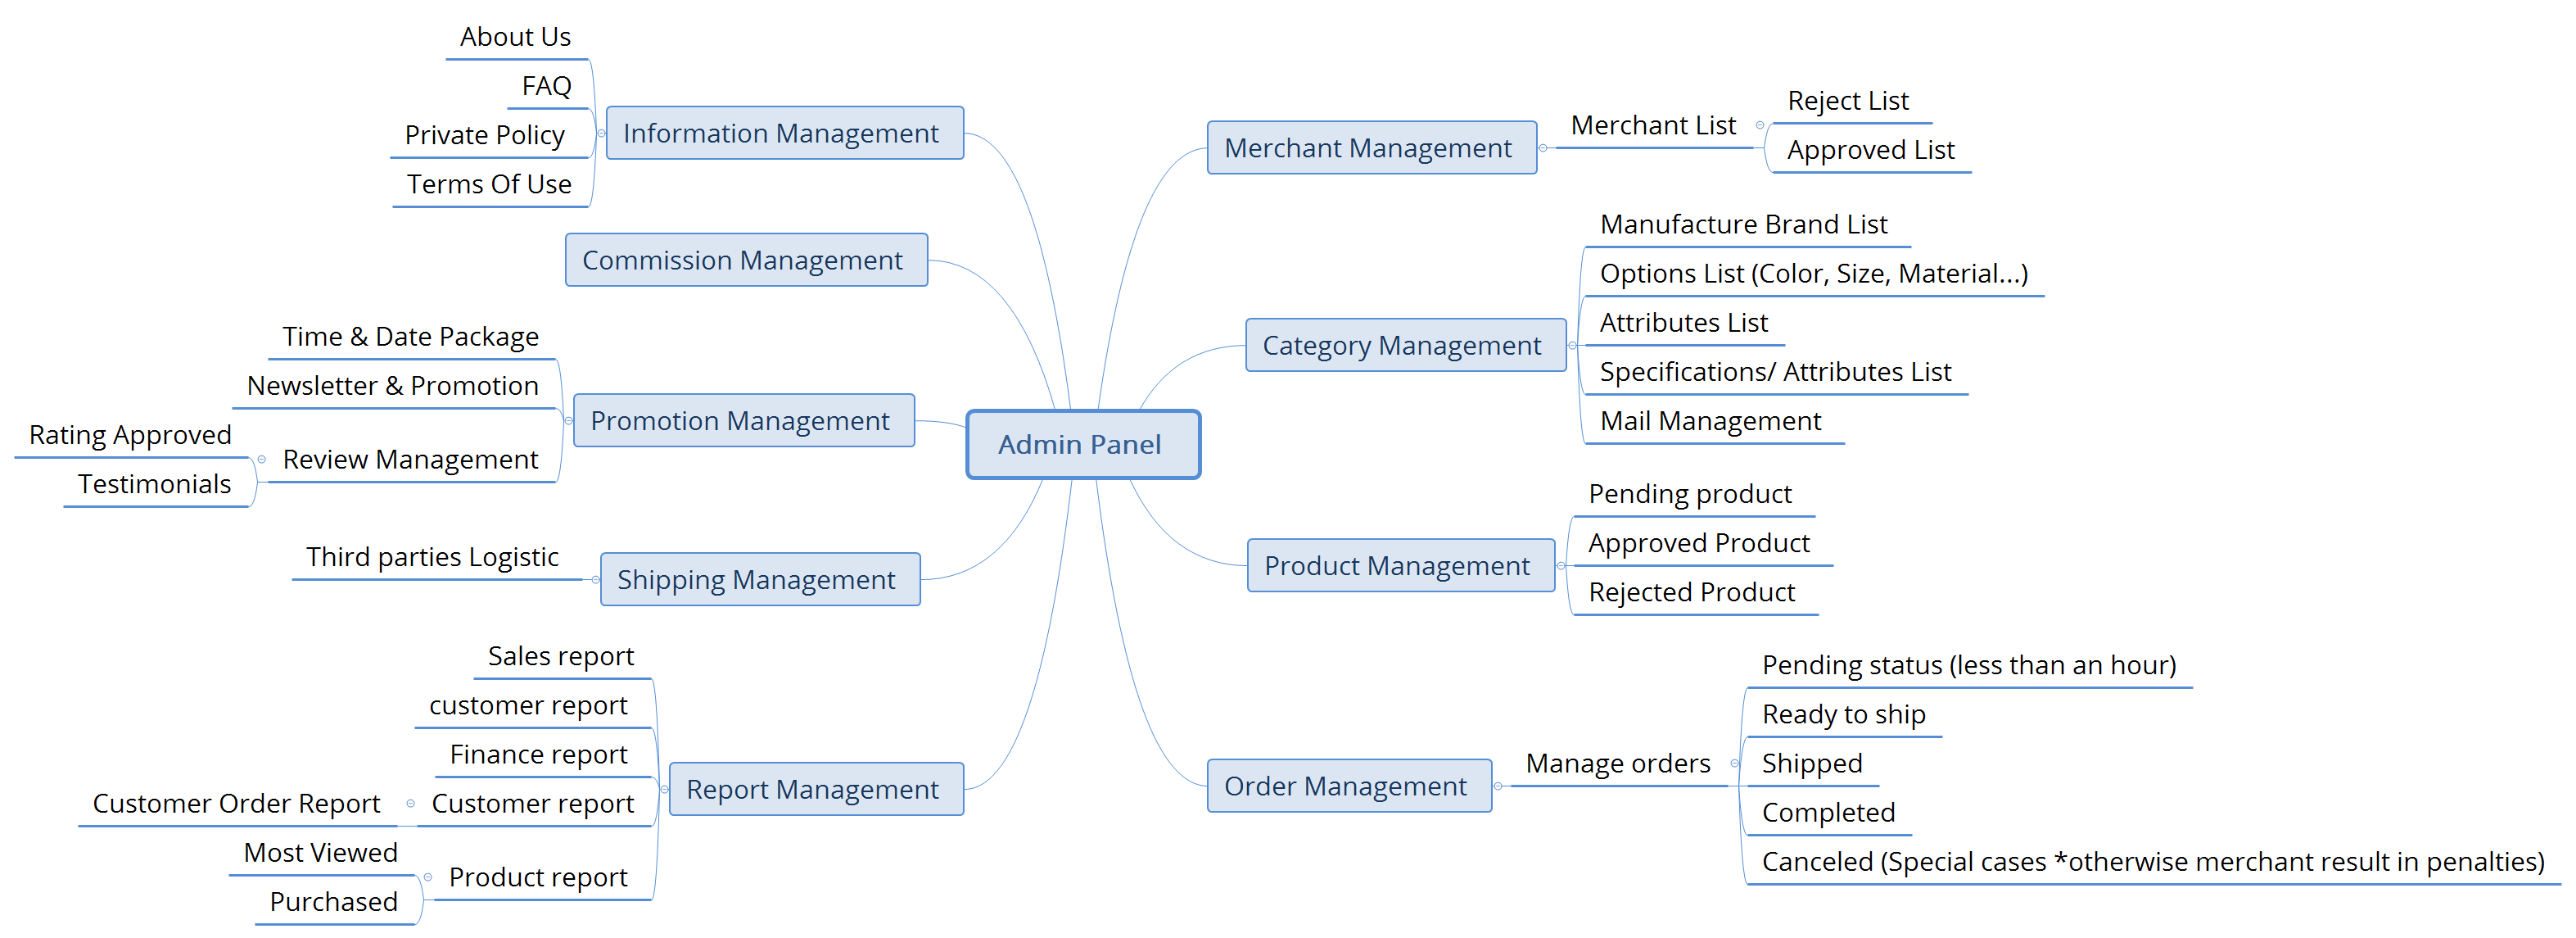 Admin Panel
Information Management
About Us
FAQ
Private Policy
Terms Of Use
Commission Management
Promotion Management
Time & Date Package
Newsletter & Promotion
Review Management
Rating Approved
Testimonials
Shipping Management
Third parties Logistic
Report Management
Sales report
customer report
Finance report
Customer report
Customer Order Report
Product report
Most Viewed
Purchased
Merchant Management
Merchant List
Reject List
Approved List
Category Management
Manufacture Brand List
Options List (Color, Size, Material...)
Attributes List
Specifications/ Attributes List
Mail Management
Product Management
Pending product
Approved Product
Rejected Product
Order Management
Manage orders
Pending status (less than an hour)
Ready to ship
Shipped
Completed
Canceled (Special cases *otherwise merchant result in penalties)